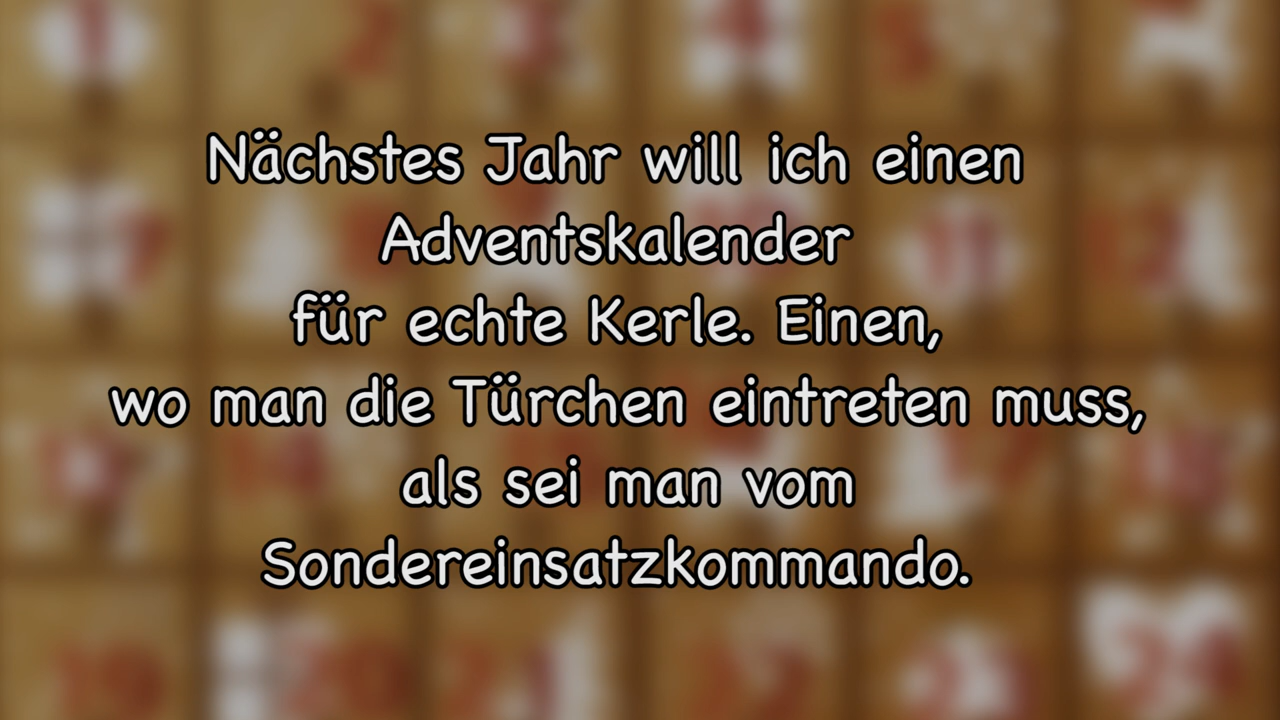 Nächstes Jahr will ich einen
Adventskalender
für echte Kerle. Einen,
wo man die Türchen eintreten muss,
als sei man vom
Sondereinsatzkommando.